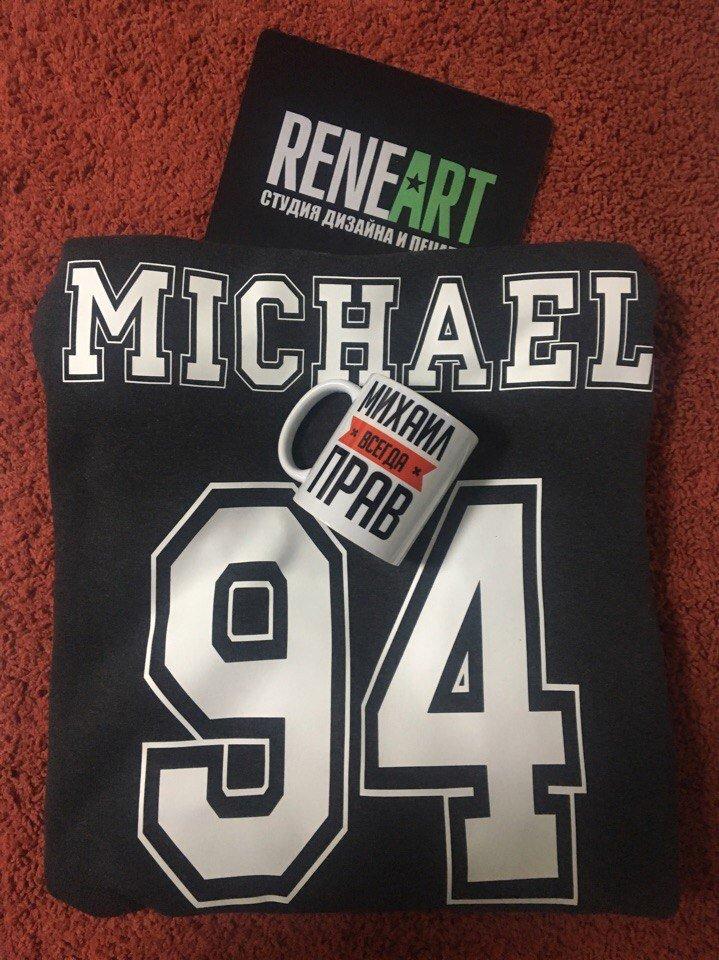 RENEART
СТУДИЯ ДИЗАЙНА И
MICHAEL
МИХАИЛ
ВСЕГДА
ПРАВ
94